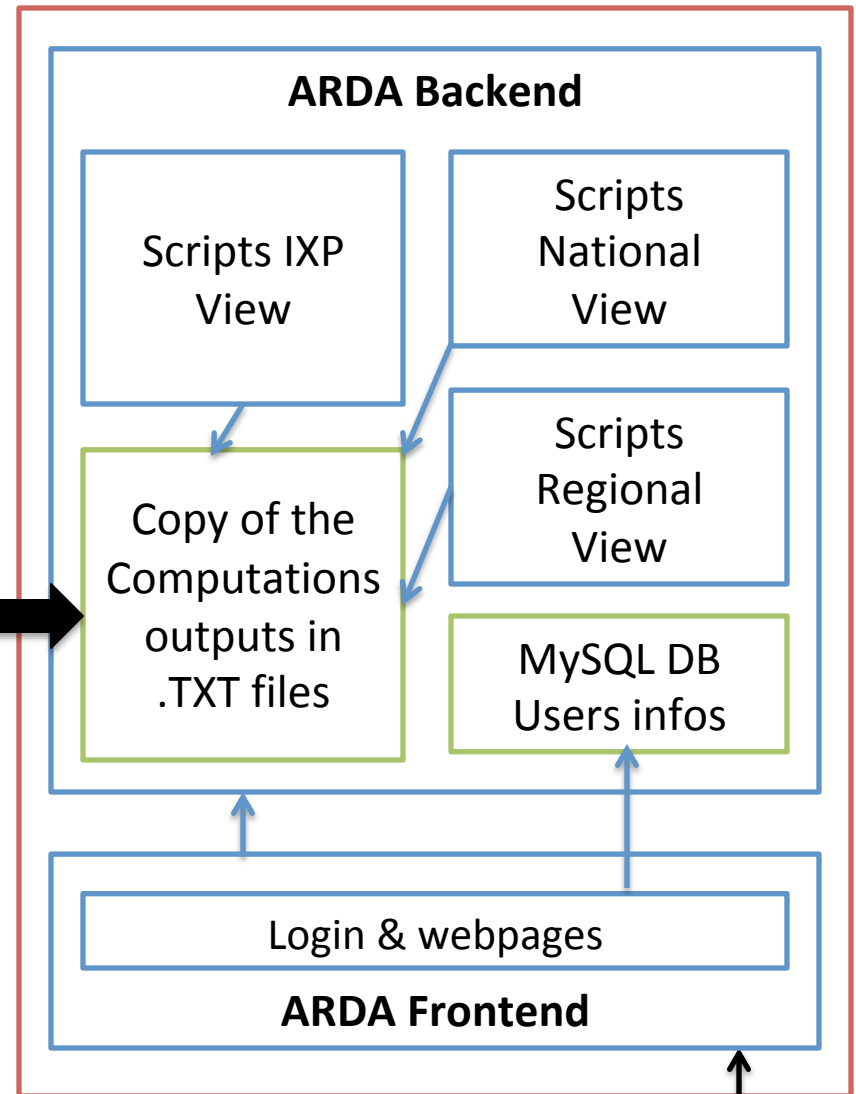 ARDA Backend
Scripts IXP
View
Scripts
National
View
Scripts
Regional
View
Copy of the
Computations
outputs in
.TXT files
MySQL DB
Users infos
Login & webpages
ARDA Frontend